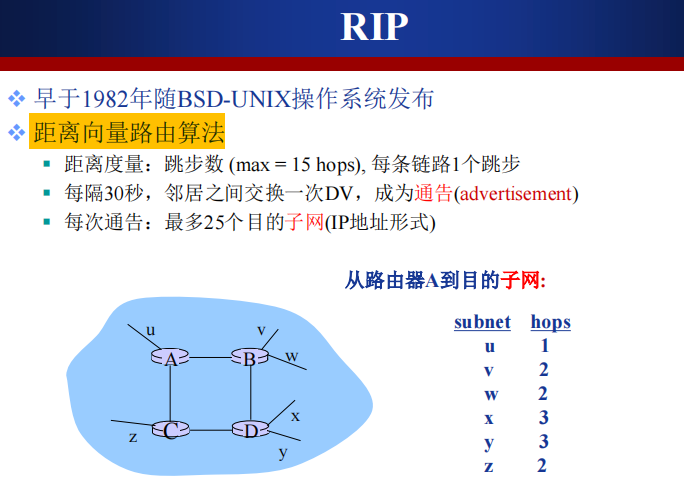 RIP
早于1982年随BSD-UNIX操作系统发布
距离向量路由算法
距离度量：跳步数 (max = 15 hops), 每条链路1个跳步
每隔30秒，邻居之间交换一次DV，成为通告(advertisement)
每次通告：最多25个目的子网(IP地址形式)
从路由器A到目的子网:
subnet hops
u 1
v 2
w 2
x 3
y 3
z 2
u
v
A
B
w
x
z
C
D
y